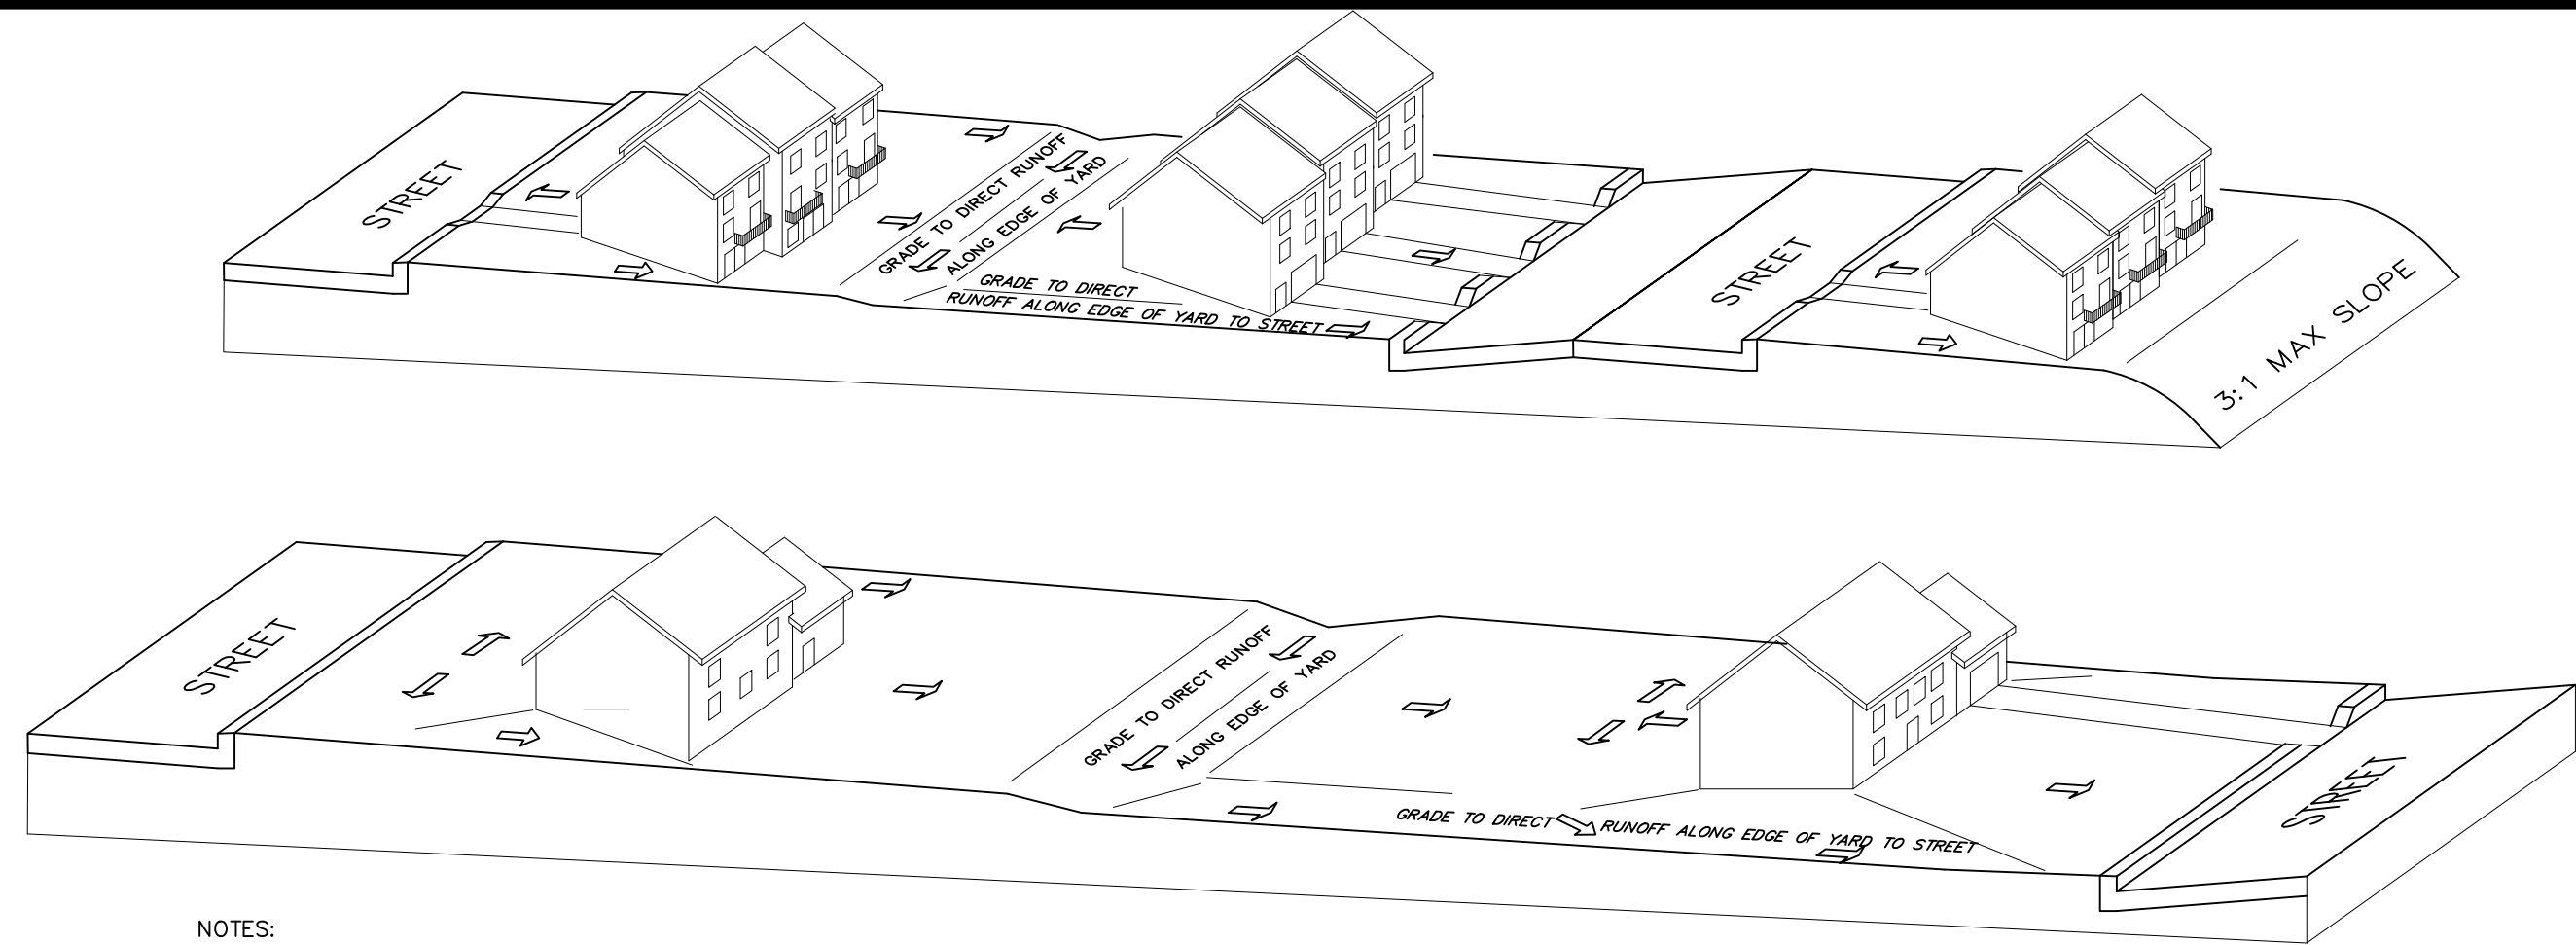 STREET
GRADE TO DIRECT RUNOFF
ALONG EDGE OF YARD
GRADE TO DIRECT
RUNOFF ALONG EDGE OF YARD TO STREET
STREET
3:1 MAX SLOPE
STREET
GRADE TO DIRECT RUNOFF
ALONG EDGE OF YARD
GRADE TO DIRECT RUNOFF ALONG EDGE OF YARD TO STREET
STREET
NOTES: